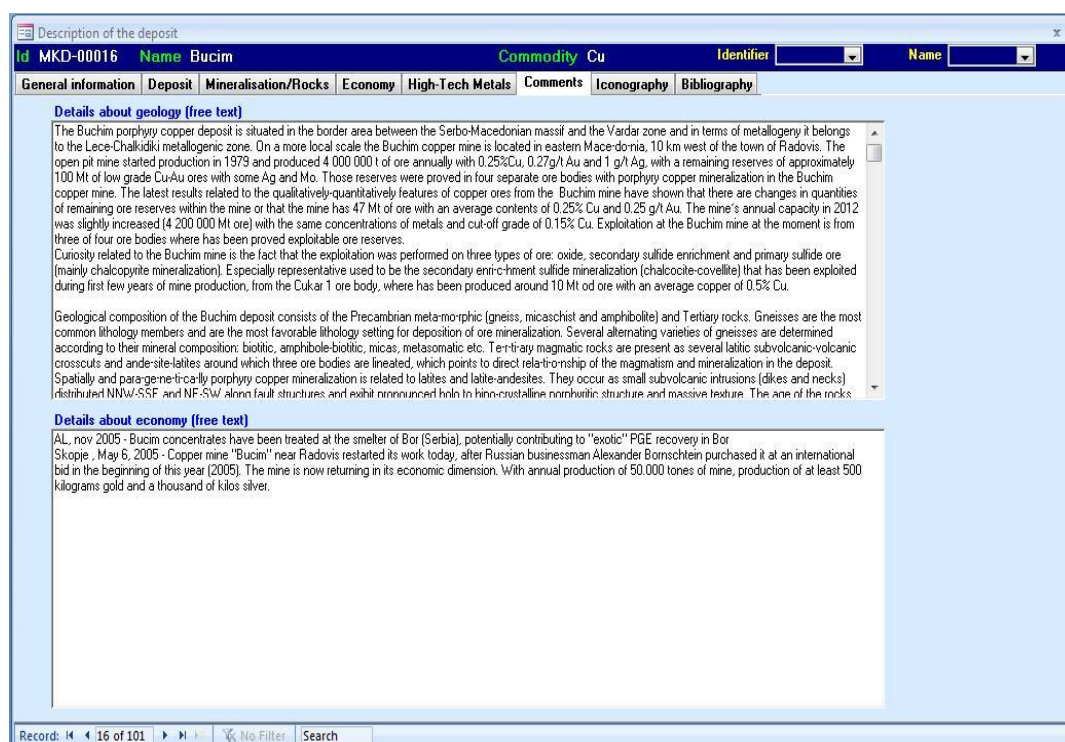 Description of the deposit
x
Id MKD-00016 Name Bucim Commodity Cu Identifier Name
General information Deposit Mineralisation/Rocks Economy High-Tech Metals Comments Iconography Bibliography
Details about geology (free text)
The Buchim porphyry copper deposit is situated in the border area between the Serbo-Macedonian massif and the Vardar zone and in terms of metallogeny it belongs
to the Lece-Chalkidiki metallogenic zone. On a more local scale the Buchim copper mine is located in eastern Mace-do-nia, 10 km west of the town of Radovis. The
open pit mine started production in 1979 and produced 4 000 000 t of ore annually with 0.25%Cu, 0.27g/t Au and 1 g/t Ag, with a remaining reserves of approximately
100 Mt of low grade Cu-Au ores with some Ag and Mo. Those reserves were proved in four separate ore bodies with porphyry copper mineralization in the Buchim
copper mine. The latest results related to the qualitatively-quantitatively features of copper ores from the Buchim mine have shown that there are changes in quantities
of remaining ore reserves within the mine or that the mine has 47 Mt of ore with an average contents of 0.25% Cu and 0.25 g/t Au. The mine´s annual capacity in 2012
was slightly increased (4 200 000 Mt ore) with the same concentrations of metals and cut-off grade of 0.15% Cu. Exploitation at the Buchim mine at the moment is from
three of four ore bodies where has been proved exploitable ore reserves.
Curiosity related to the Buchim mine is the fact that the exploitation was performed on three types of ore: oxide, secondary sulfide enrichment and primary sulfide ore
(mainly chalcopyrite mineralization). Especially representative used to be the secondary enri-c-hment sulfide mineralization (chalcocite-covellite) that has been exploited
during first few years of mine production, from the Cukar 1 ore body, where has been produced around 10 Mt od ore with an average copper of 0.5% Cu.
Geological composition of the Buchim deposit consists of the Precambrian meta-mo-rphic (gneiss, micaschist and amphibolite) and Tertiary rocks. Gneisses are the most
common lithology members and are the most favorable lithology setting for deposition of ore mineralization. Several alternating varieties of gneisses are determined
according to their mineral composition: biotitic, amphibole-biotitic, micas, metasomatic etc. Te-r-ti-ary magmatic rocks are present as several latitic subvolcanic-volcanic
crosscuts and ande-site-latites around which three ore bodies are lineated, which points to direct rela-ti-o-nship of the magmatism and mineralization in the deposit.
Spatially and para-ge-ne-ti-ca-lly porphyry copper mineralization is related to latites and latite-andesites. They occur as small subvolcanic intrusions (dikes and necks)
distributed NNW-SSE and NE-SW along fault structures and exibit pronounced holo to hipo-crystalline porphyritic structure and massive texture. The age of the rocks
Details about economy (free text)
AL, nov 2005 - Bucim concentrates have been treated at the smelter of Bor (Serbia), potentially contributing to "exotic" PGE recovery in Bor
Skopje , May 6, 2005 - Copper mine "Bucim" near Radovis restarted its work today, after Russian businessman Alexander Bornschtein purchased it at an international
bid in the beginning of this year (2005). The mine is now returning in its economic dimension. With annual production of 50.000 tones of mine, production of at least 500
kilograms gold and a thousand of kilos silver.
Record: 16 of 101 No Filter Search